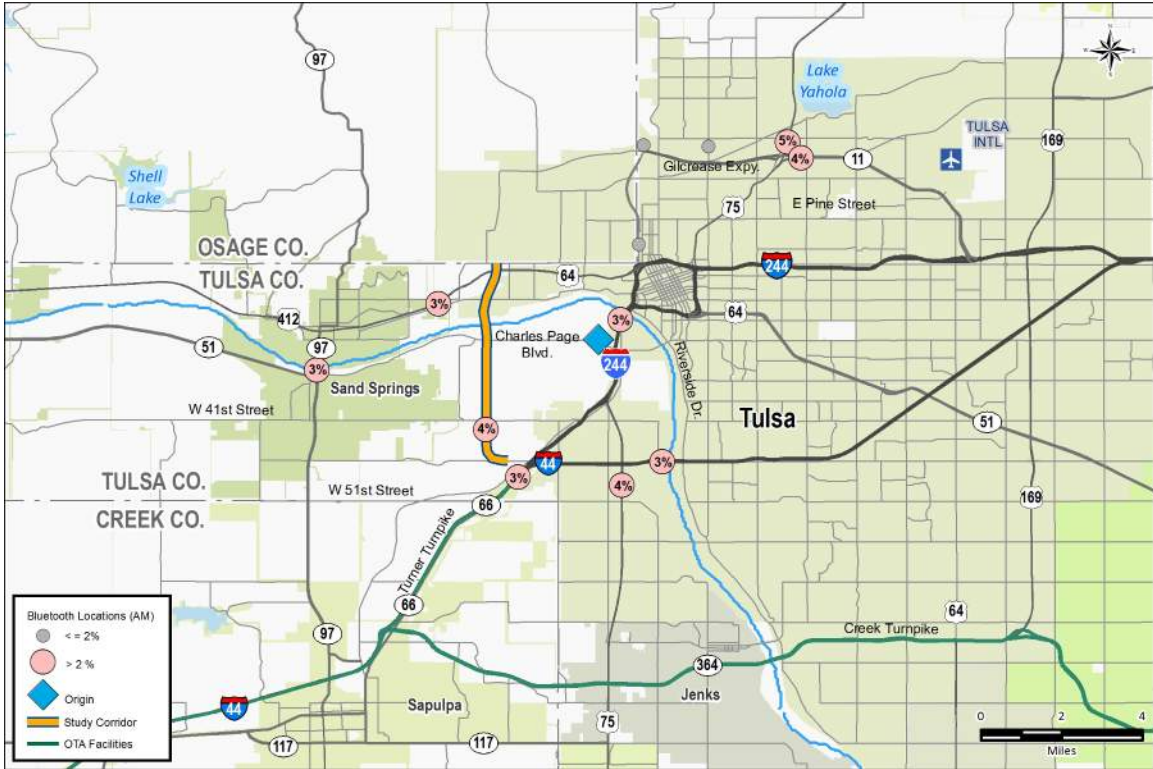 N
W
E
S
97
Lake
Yahola
TULSA
INTL
169
5%
4%
11
Gilcrease Expy.
Shell
Lake
75
E Pine Street
OSAGE CO.
TULSA CO.
64
244
412
3%
3%
64
51
97
Charles Page
Blvd.
244
Riverside Dr.
3%
Sand Springs
W 41st Street
Tulsa
51
4%
44
3%
3%
4%
TULSA CO.
CREEK CO.
W 51st Street
66
169
Turner Turnpike
66
64
97
Creek Turnpike
364
Jenks
Sapulpa
44
75
117
117
Bluetooth Locations (AM)
< = 2%
> 2 %
Origin
Study Corridor
OTA Facilities
0
2
4
Miles